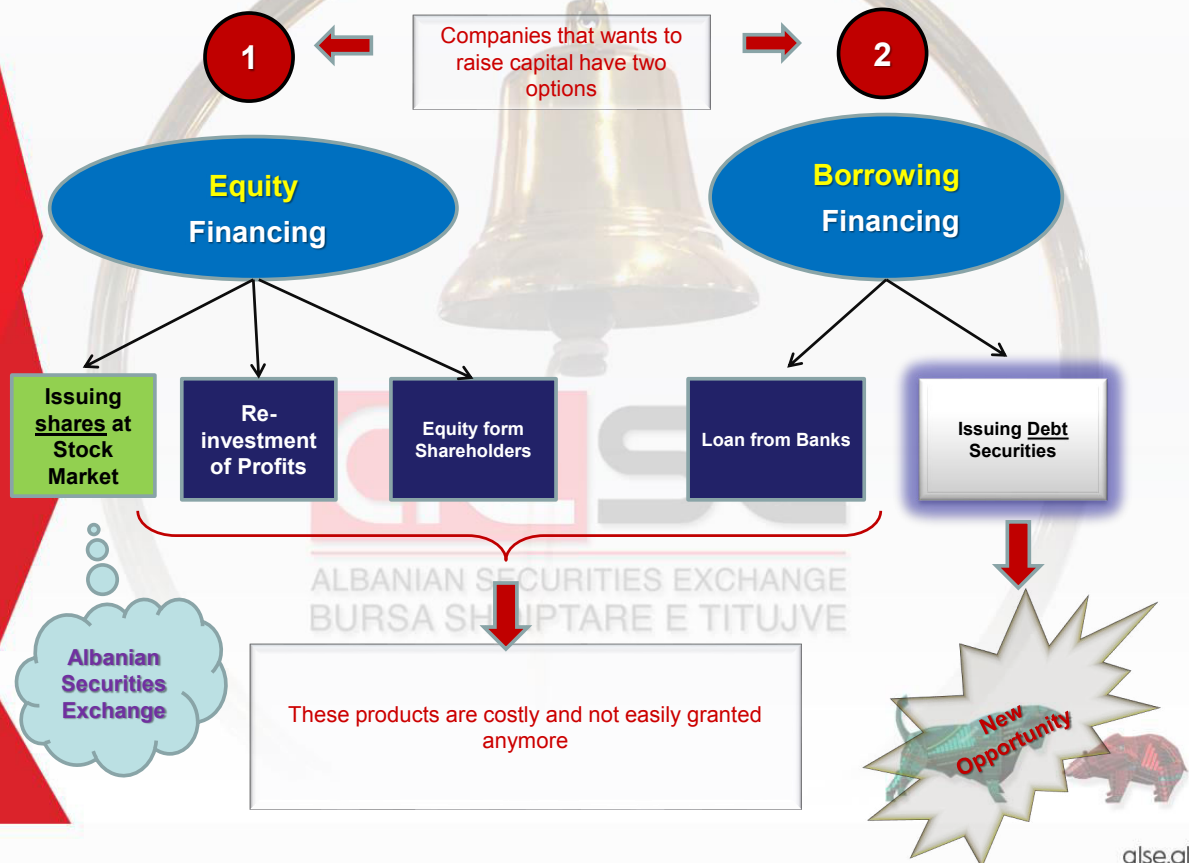 1
Companies that wants to
raise capital have two
options
2
Equity
Financing
Borrowing
Financing
Issuing
shares at
Stock
Market
Re-
investment
of Profits
Equity form
Shareholders
Loan from Banks
Issuing Debt
Securities
ALBANIAN SECURITIES EXCHANGE
BURSA SHQIPTARE E TITUJVE
Albanian
Securities
Exchange
These products are costly and not easily granted
anymore
New
Opportunity
alse.al